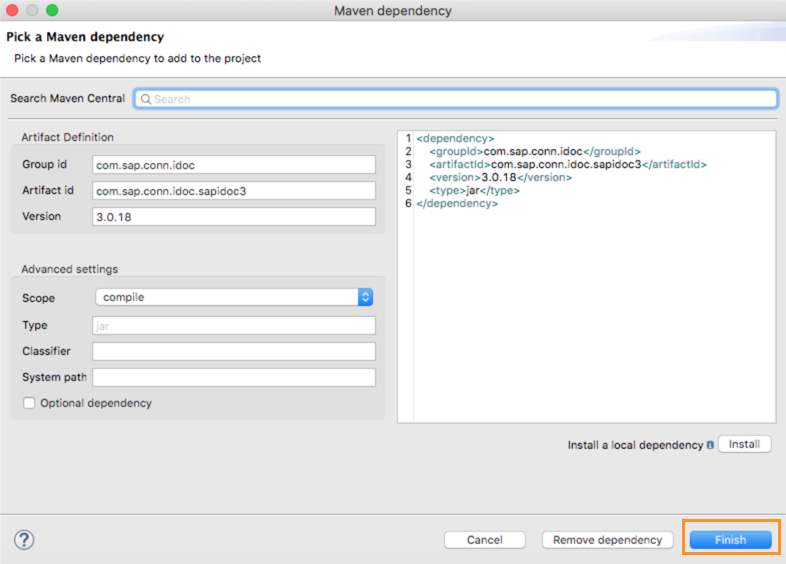 Maven dependency
Pick a Maven dependency
Pick a Maven dependency to add to the project
Search Maven Central Search
Artifact Definition
Group id com.sap.conn.idoc
Artifact id com.sap.conn.idoc.sapidoc3
Version 3.0.18
Advanced settings
Scope compile
Type jar
Classifier
System path
Optional dependency
1 <dependency>
2 <groupId>com.sap.conn.idoc</groupId>
3 <artifactId>com.sap.conn.idoc.sapidoc3</artifactId>
4 <version>3.0.18</version>
5 <type>jar</type>
6 </dependency>
Install a local dependency i Install
? Cancel Remove dependency Finish